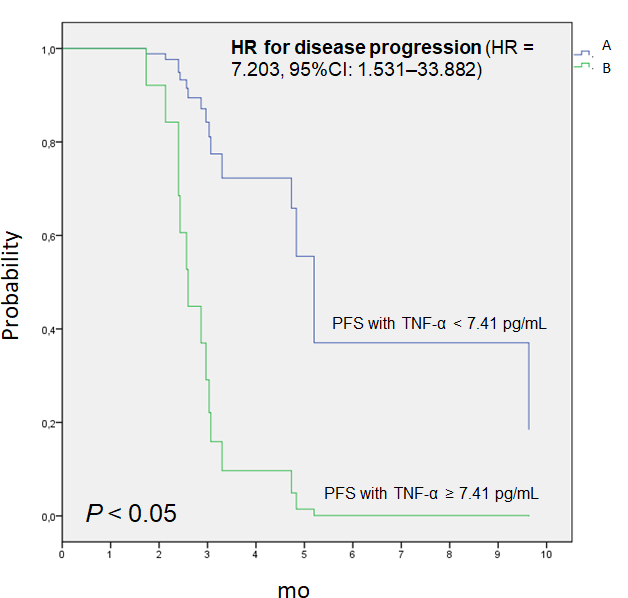 HR for disease progression (HR =
7.203, 95%CI: 1.531–33.882)
A
B
1,0
0,8
0,6
0,4
0,2
0,0
Probability
PFS with TNF-α < 7.41 pg/mL
PFS with TNF-α ≥ 7.41 pg/mL
P < 0.05
0 1 2 3 4 5 6 7 8 9 10
mo